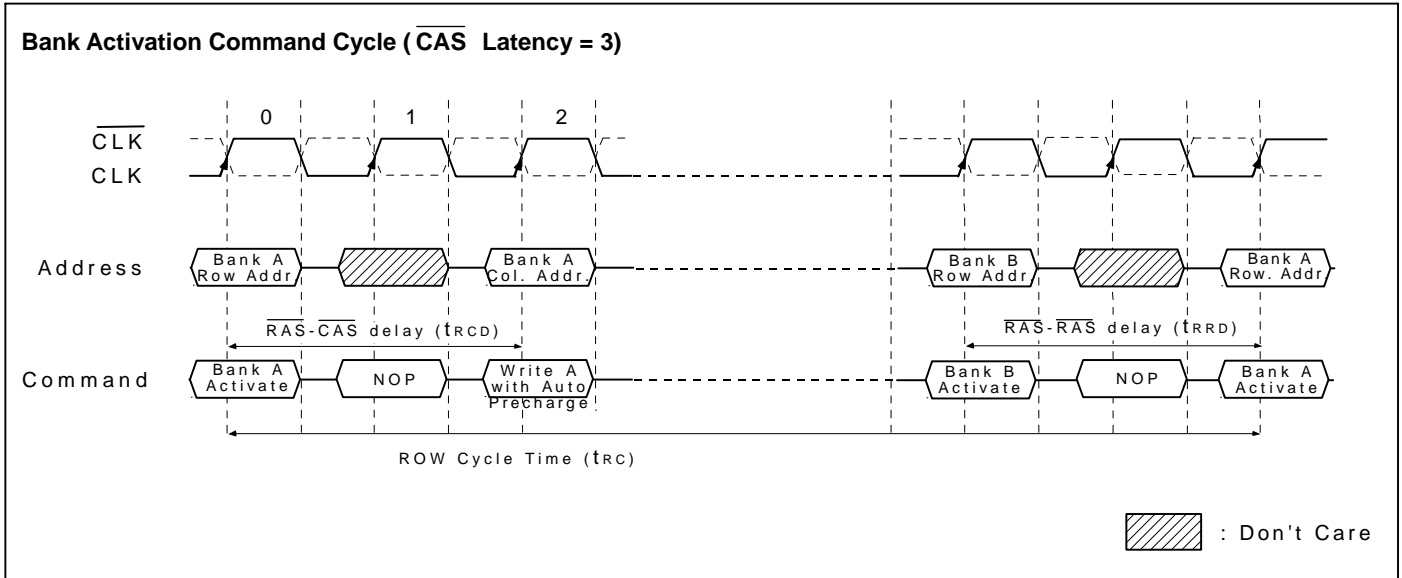 Bank Activation Command Cycle ( CAS Latency = 3)
0 1 2
CLK
CLK
Address
Bank A
Row Addr.
Bank A
Col. Addr.
Bank B
Row Addr.
Bank A
Row. Addr.
RAS-CAS delay (tRCD)
RAS-RAS delay (tRRD)
Command
Bank A
Activate
NOP
Write A
with Auto
Precharge
Bank B
Activate
NOP
Bank A
Activate
ROW Cycle Time (tRC)
: Don't Care